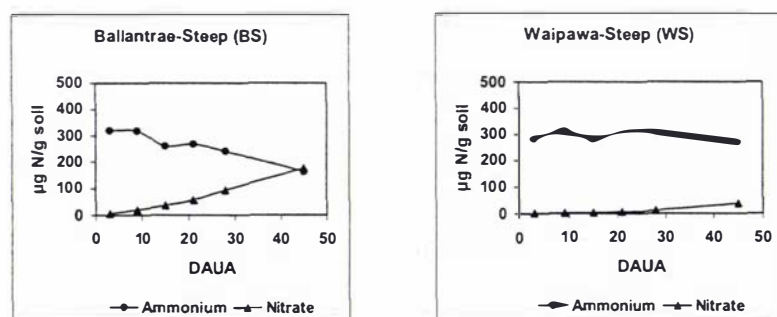 Ballantrae-Steep (BS)
µg N/g soil
500
400
300
200
100
0
0 10 20 30 40 50
DAUA
Ammonium Nitrate
Waipawa-Steep (WS)
µg N/g soil
500
400
300
200
100
0
0 10 20 30 40 50
DAUA
Ammonium Nitrate